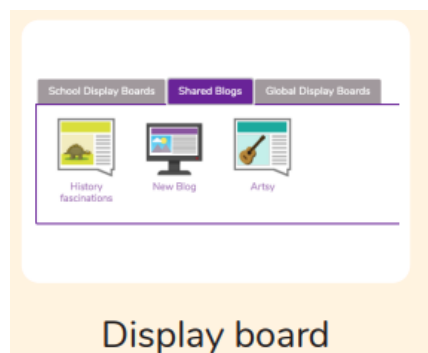 School Display Boards Shared Blogs Global Display Boards
History fascinations New Blog Artsy
Display board